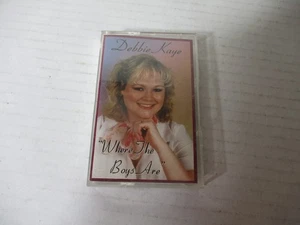 Debbie Kaye
"Where The
Boys Are"